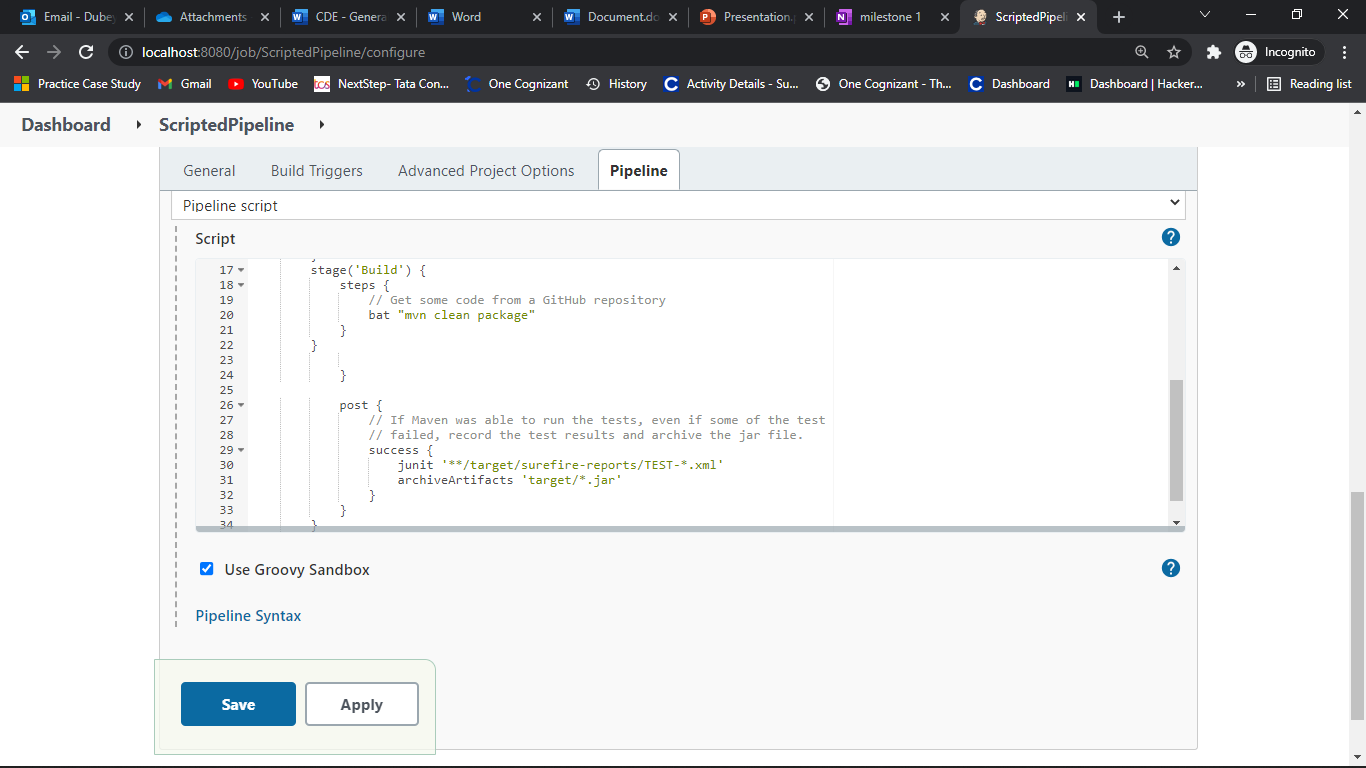 Email - Dube
Attachments
CDE - Genera
Word
Document.do
Presentation.
milestone 1
ScriptedPipeli
localhost:8080/job/ScriptedPipeline/configure
Incognito
Practice Case Study
Gmail
YouTube
NextStep- Tata Con...
One Cognizant
History
Activity Details - Su...
One Cognizant - Th...
Dashboard
Dashboard | Hacker...
»
Reading list
Dashboard
ScriptedPipeline
General
Build Triggers
Advanced Project Options
Pipeline
Pipeline script
Script
?
17 stage('Build') {
18 steps {
19 // Get some code from a GitHub repository
20 bat "mvn clean package"
21 }
22 }
23
24 }
25
26 post {
27 // If Maven was able to run the tests, even if some of the test
28 // failed, record the test results and archive the jar file.
29 success {
30 junit '**/target/surefire-reports/TEST-*.xml'
31 archiveArtifacts 'target/*.jar'
32 }
33 }
34 }
Use Groovy Sandbox
?
Pipeline Syntax
Save
Apply